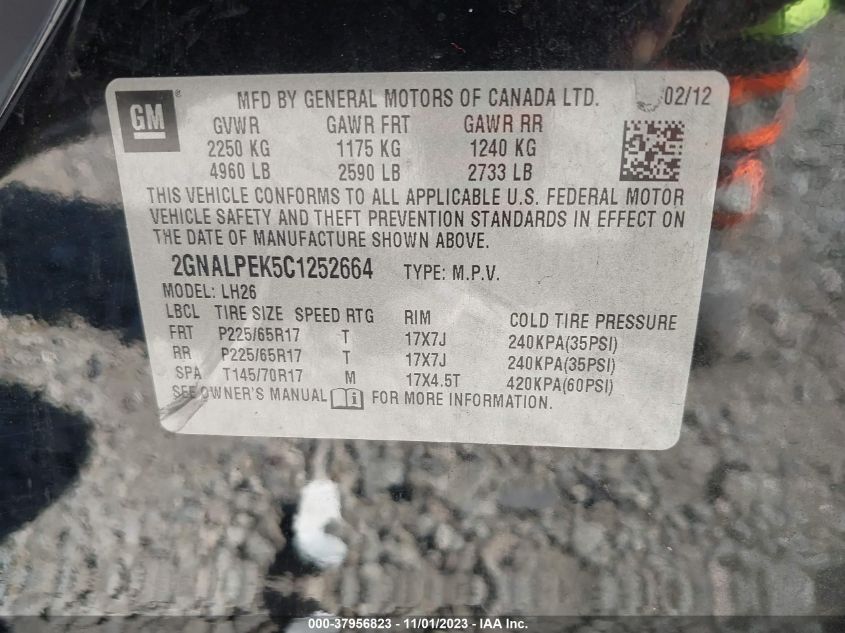 GM ® MFD BY GENERAL MOTORS OF CANADA LTD. 02/12
GVWR GAWR FRT GAWR RR
2250 KG 1175 KG 1240 KG
4960 LB 2590 LB 2733 LB
THIS VEHICLE CONFORMS TO ALL APPLICABLE U.S. FEDERAL MOTOR
VEHICLE SAFETY AND THEFT PREVENTION STANDARDS IN EFFECT ON
THE DATE OF MANUFACTURE SHOWN ABOVE.
2GNALPEK5C1252664 TYPE: M.P.V.
MODEL: LH26
LBCL TIRE SIZE SPEED RTG RIM COLD TIRE PRESSURE
FRT P225/65R17 T 17X7J 240KPA(35PSI)
RR P225/65R17 T 17X7J 240KPA(35PSI)
SPA T145/70R17 M 17X4.5T 420KPA(60PSI)
SEE OWNER'S MANUAL FOR MORE INFORMATION.
000-37956823 - 11/01/2023 - IAA Inc.